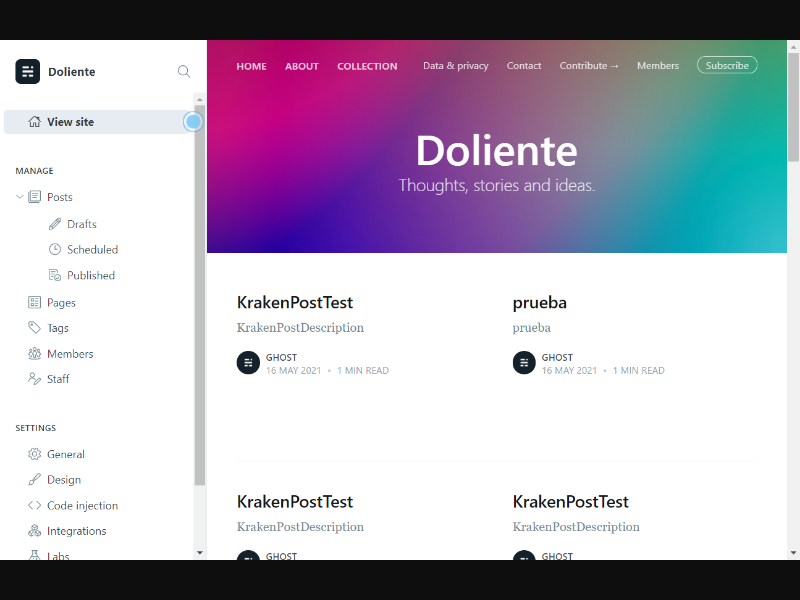 Doliente
View site
MANAGE
Posts
Drafts
Scheduled
Published
Pages
Tags
Members
Staff
SETTINGS
General
Design
Code injection
Integrations
Labs
HOME ABOUT COLLECTION Data & privacy Contact Contribute → Members Subscribe
Doliente
Thoughts, stories and ideas.
KrakenPostTest
KrakenPostDescription
GHOST
16 MAY 2021 • 1 MIN READ
prueba
prueba
GHOST
16 MAY 2021 • 1 MIN READ
KrakenPostTest
KrakenPostDescription
GHOST
KrakenPostTest
KrakenPostDescription
GHOST